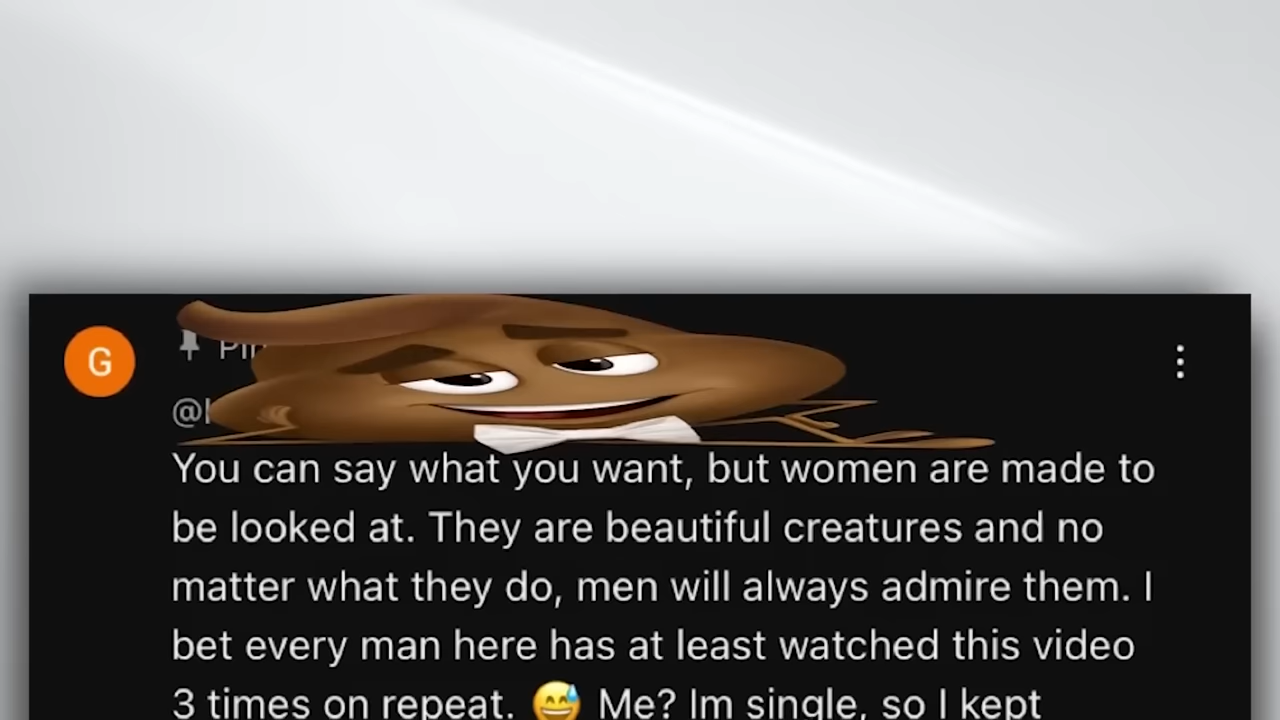 G
@
You can say what you want, but women are made to
be looked at. They are beautiful creatures and no
matter what they do, men will always admire them. I
bet every man here has at least watched this video
3 times on repeat. 😅 Me? Im single, so I kept